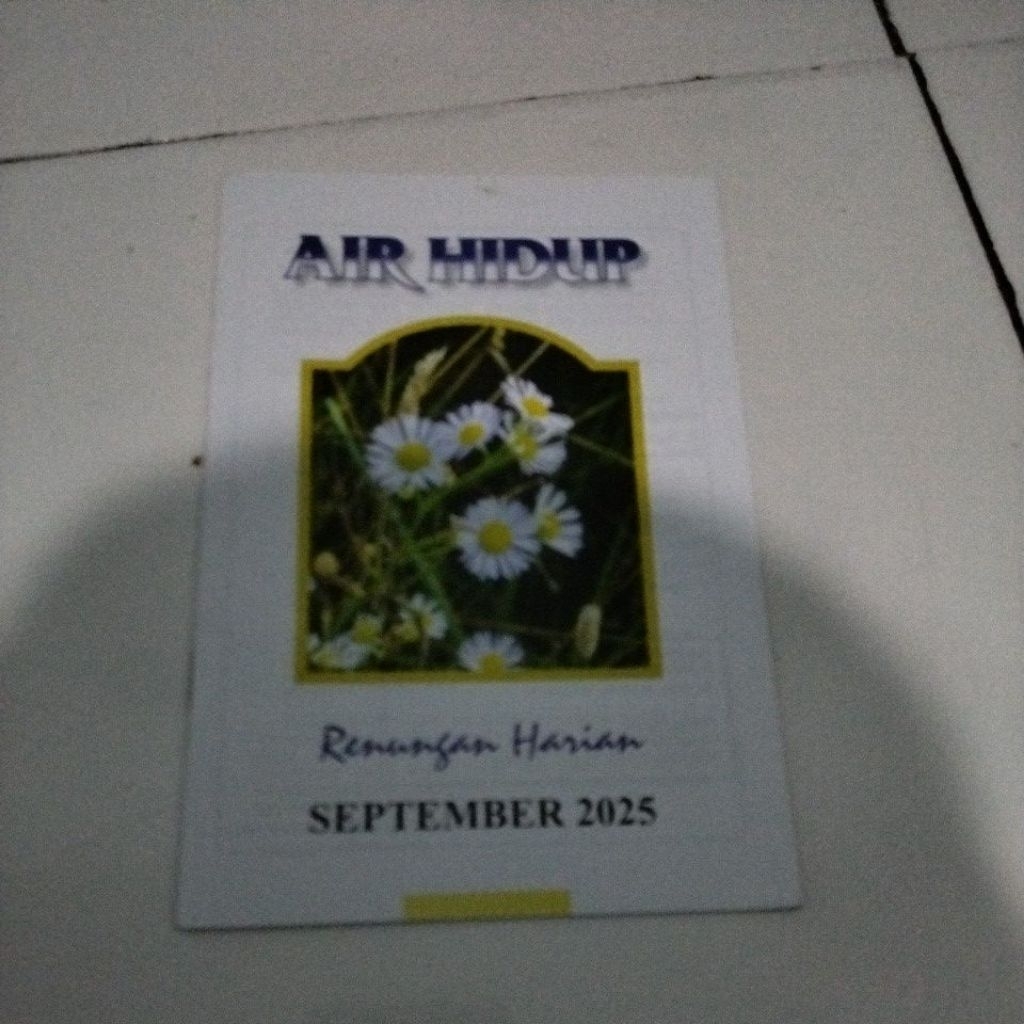 AIR HIDUP
Renungan Harian
SEPTEMBER 2025